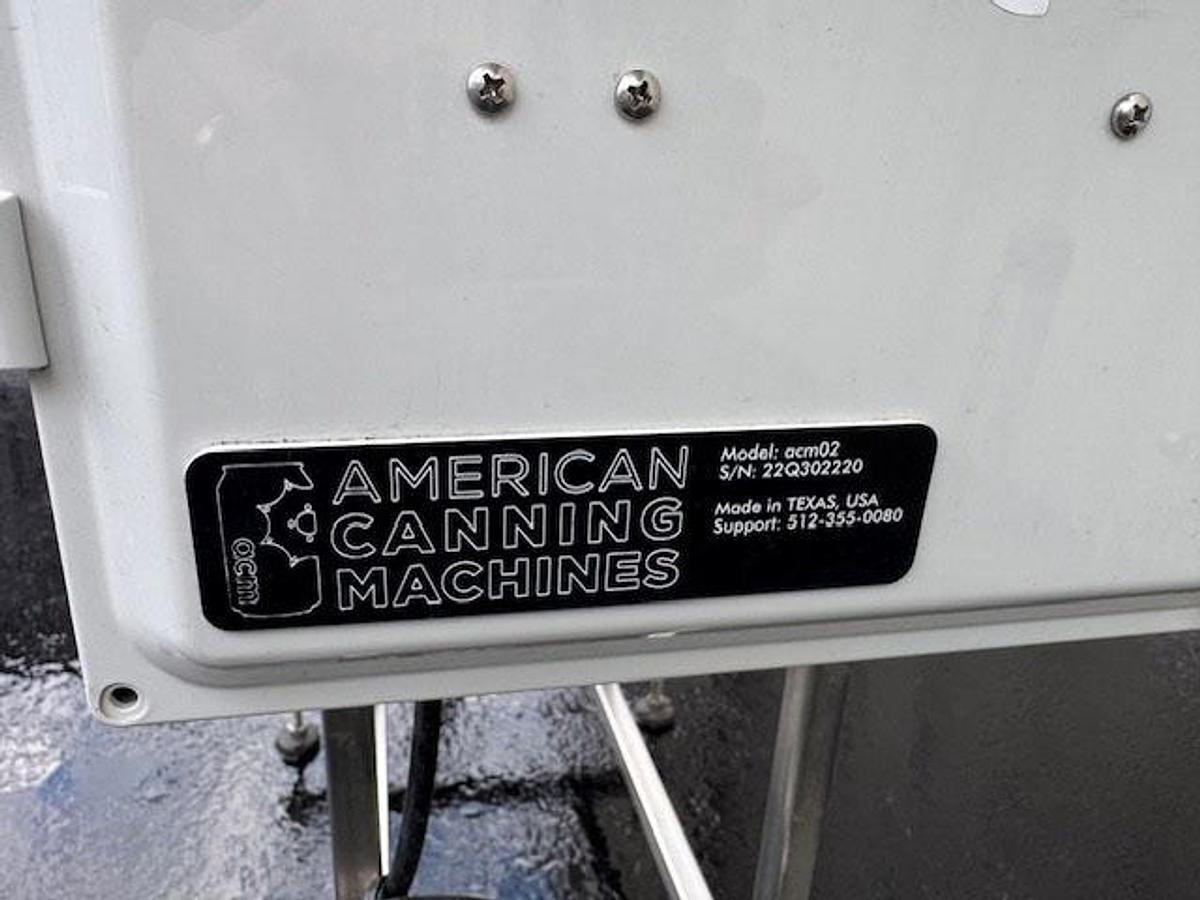 acm
AMERICAN
CANNING
MACHINES
Model: acm02
S/N: 22Q302220
Made in TEXAS, USA
Support: 512-355-0080